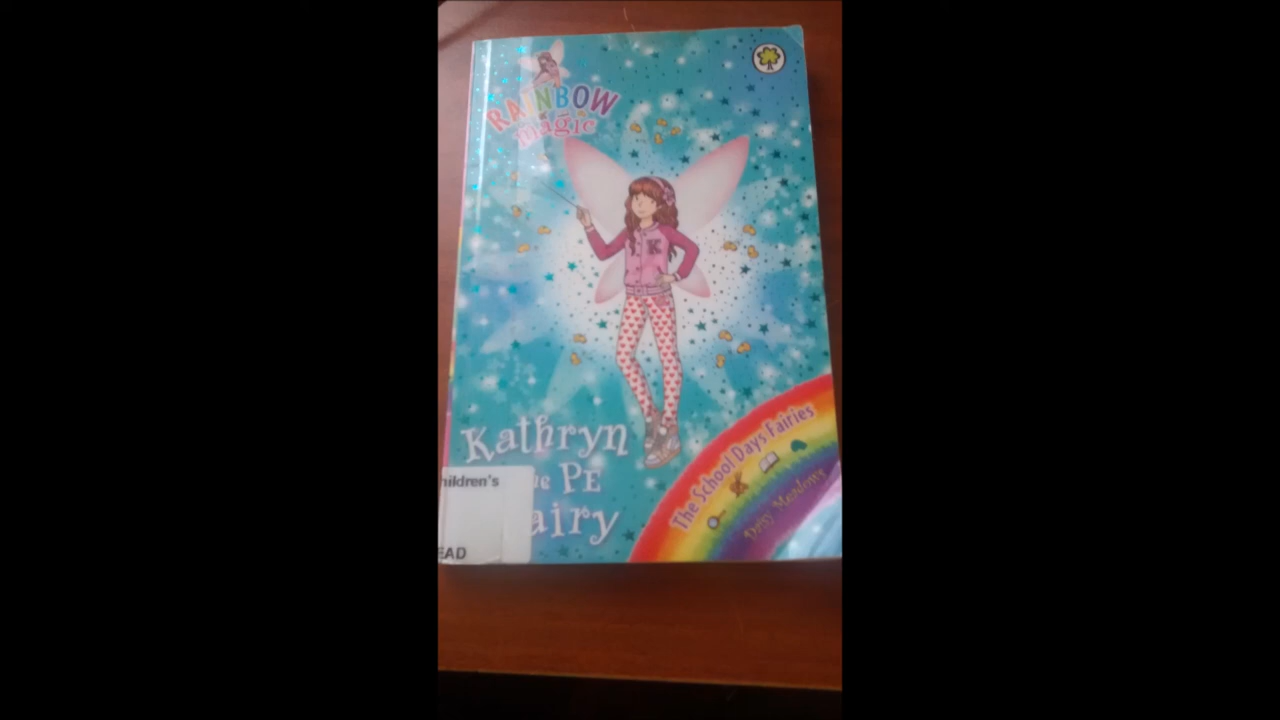 RAINBOW
magic
K
Kathryn
PE
airy
hildren's
EAD
The School Days Fairies
Daisy Meadows